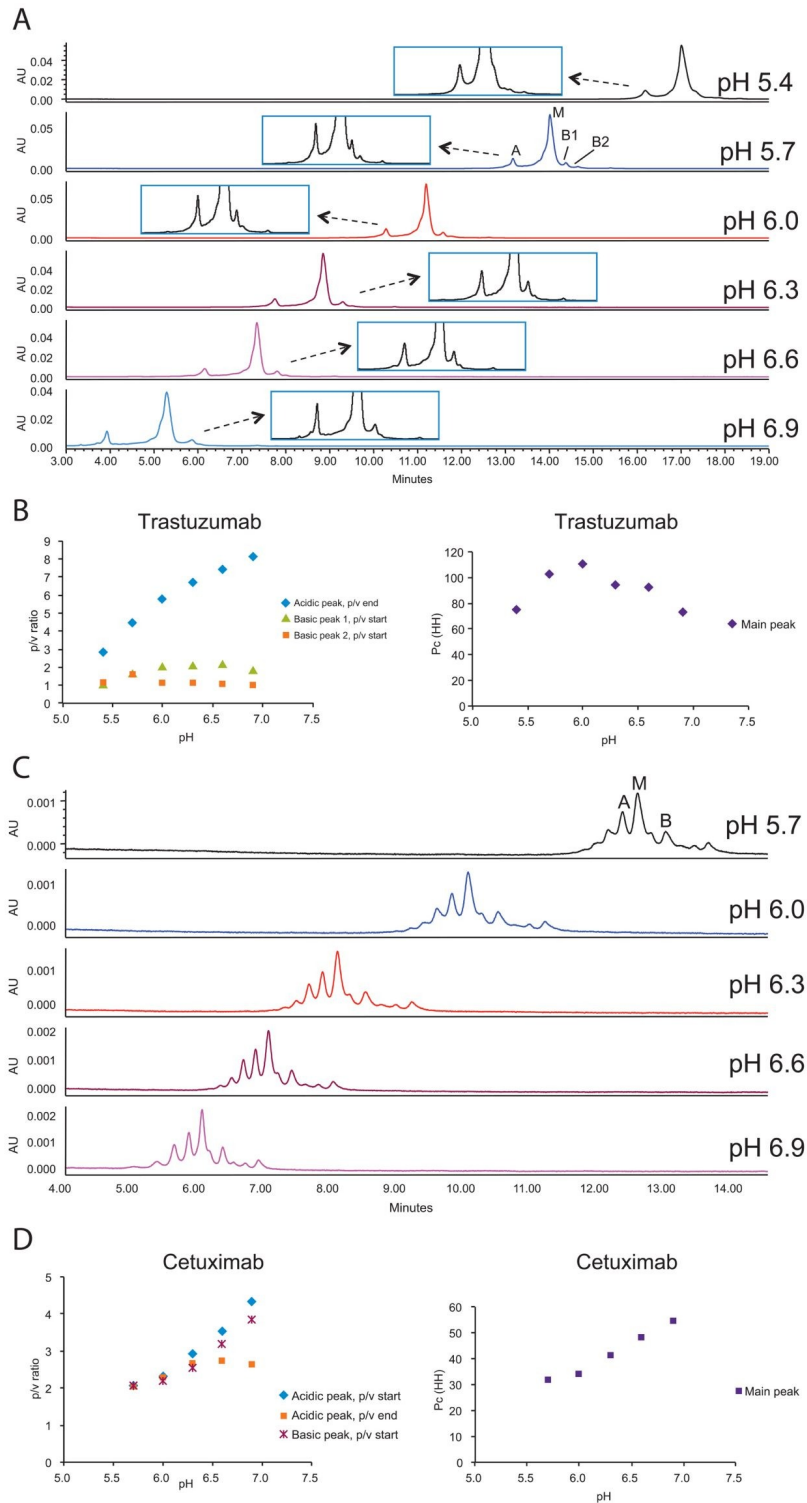 A
AU
0.04
0.02
0.00
pH 5.4
AU
0.05
0.00
A
M
B1
B2
pH 5.7
AU
0.05
0.00
pH 6.0
AU
0.04
0.02
0.00
pH 6.3
AU
0.04
0.02
0.00
pH 6.6
AU
0.04
0.02
0.00
pH 6.9
3.00 4.00 5.00 6.00 7.00 8.00 9.00 10.00 11.00 12.00 13.00 14.00 15.00 16.00 17.00 18.00 19.00
Minutes
B
Trastuzumab
p/v ratio
9
8
7
6
5
4
3
2
1
0
5.0 5.5 6.0 6.5 7.0 7.5
pH
Acidic peak, p/v end
Basic peak 1, p/v start
Basic peak 2, p/v start
Trastuzumab
Pc (HH)
120
100
80
60
40
20
0
5.0 5.5 6.0 6.5 7.0 7.5
pH
Main peak
C
AU
0.001
0.000
A
M
B
pH 5.7
AU
0.001
0.000
pH 6.0
AU
0.001
0.000
pH 6.3
AU
0.002
0.001
0.000
pH 6.6
AU
0.002
0.001
0.000
pH 6.9
4.00 5.00 6.00 7.00 8.00 9.00 10.00 11.00 12.00 13.00 14.00
Minutes
D
Cetuximab
p/v ratio
5
4
3
2
1
0
5.0 5.5 6.0 6.5 7.0 7.5
pH
Acidic peak, p/v start
Acidic peak, p/v end
Basic peak, p/v start
Cetuximab
Pc (HH)
60
50
40
30
20
10
0
5.0 5.5 6.0 6.5 7.0 7.5
pH
Main peak